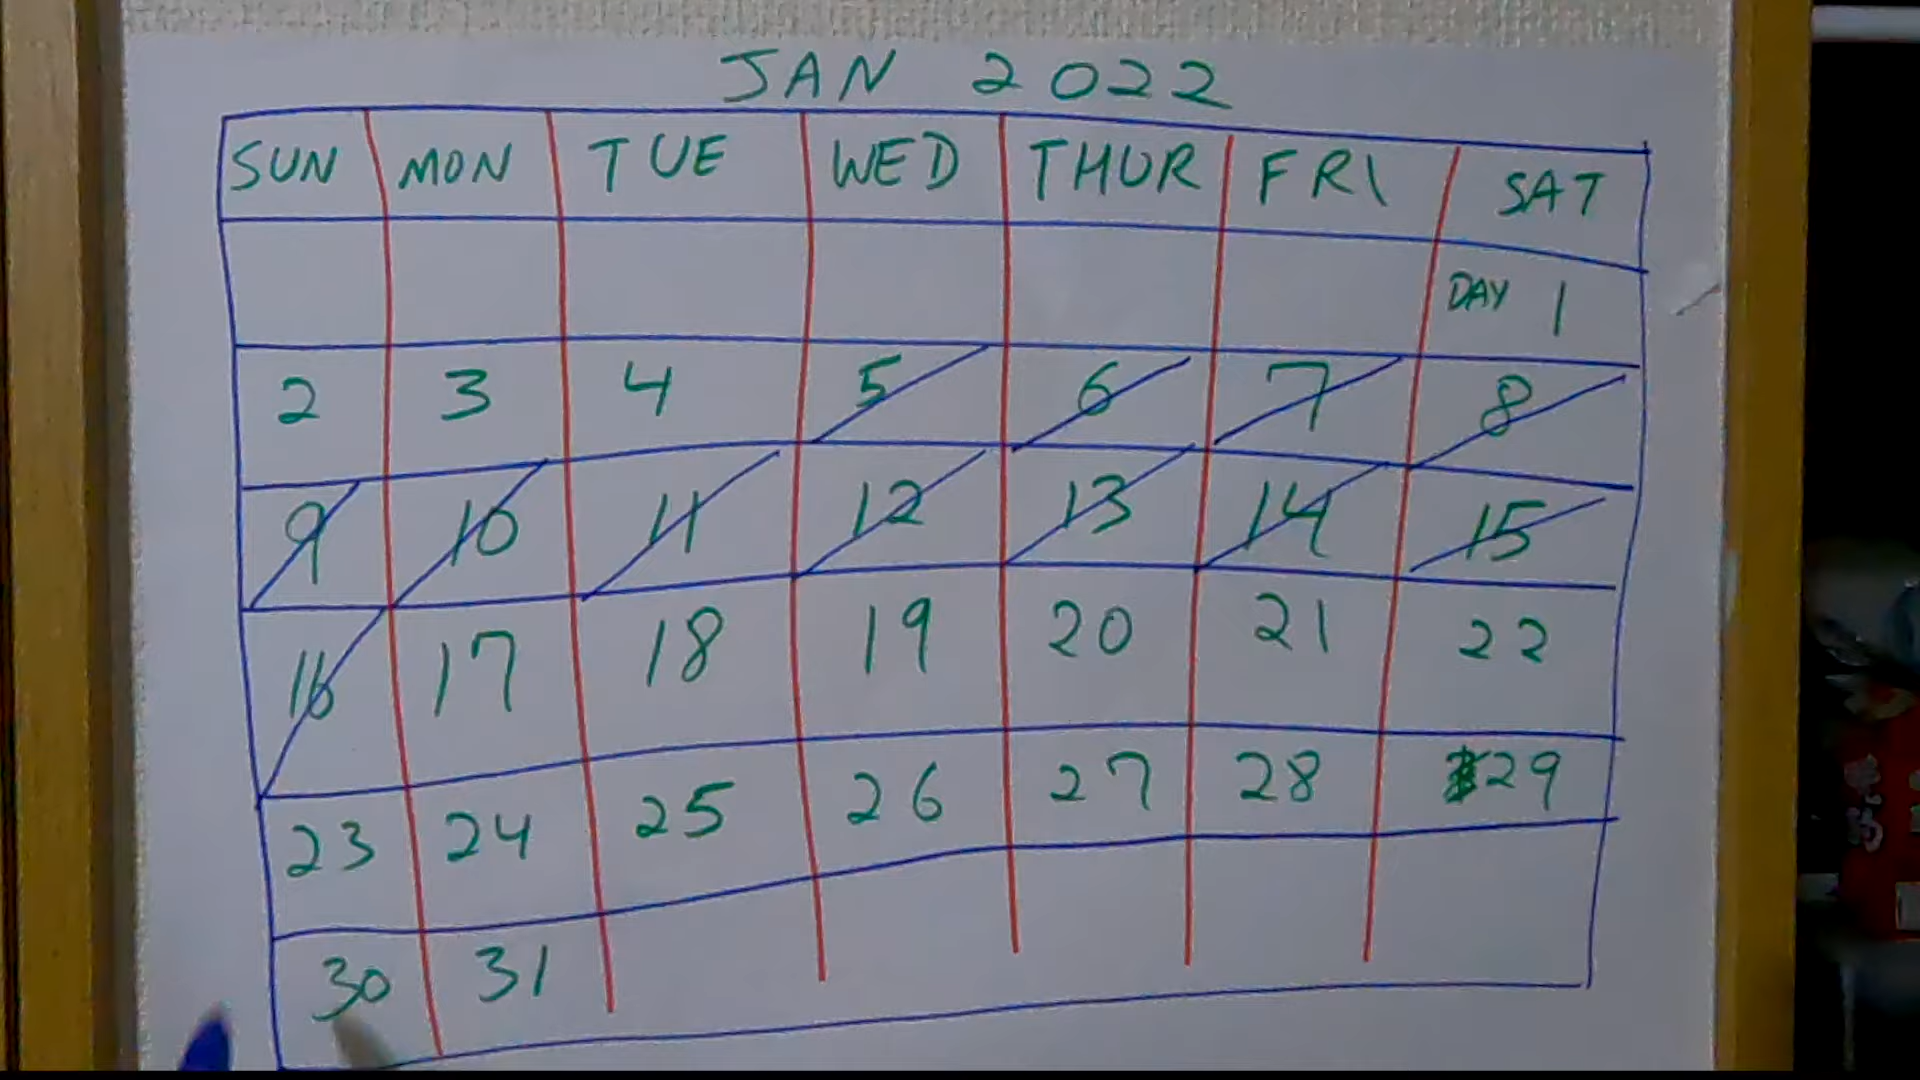 JAN 2022
SUN MON TUE WED THUR FRI SAT
DAY 1
2 3 4 5 6 7 8
9 10 11 12 13 14 15
16 17 18 19 20 21 22
23 24 25 26 27 28 29
30 31